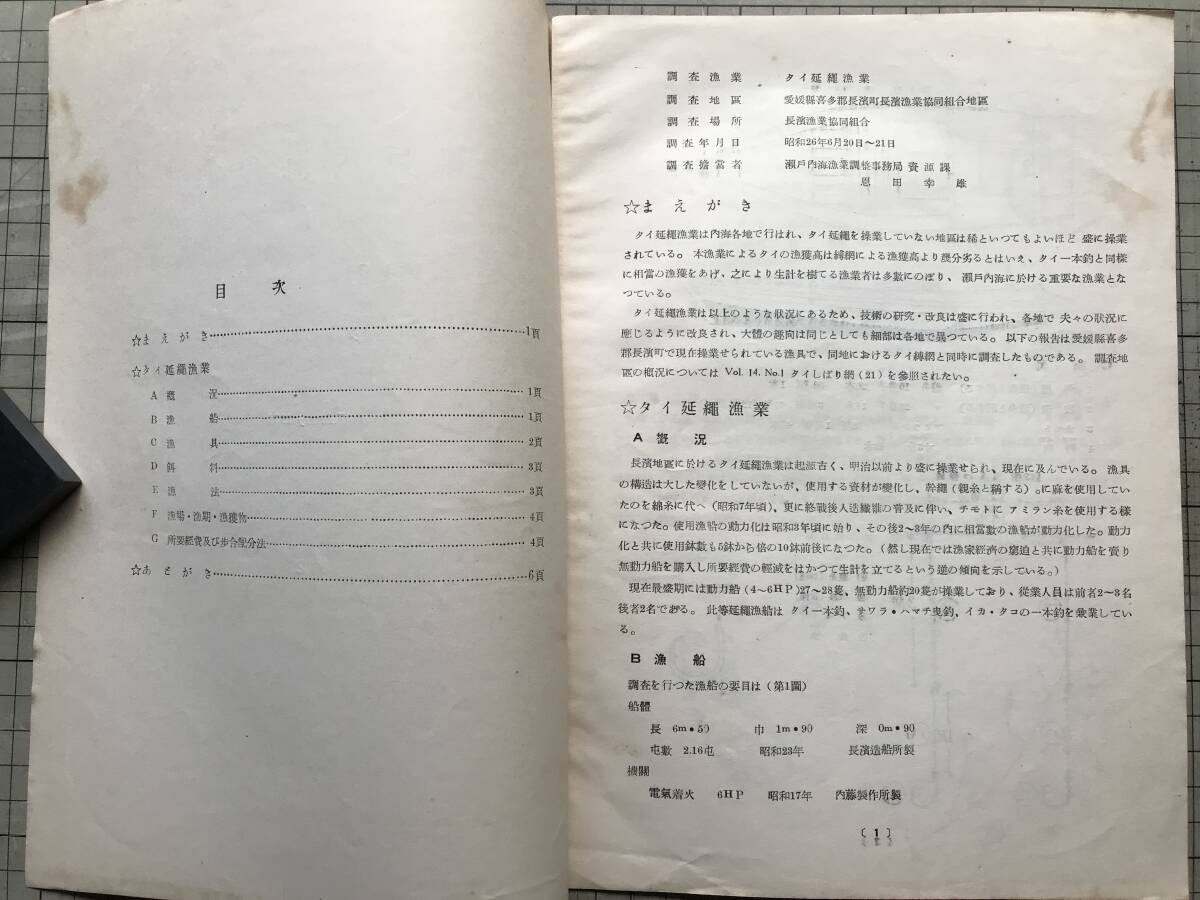 目次
☆まえがき……1頁
☆タイ延繩漁業
A 概況……1頁
B 漁船……1頁
C 漁具……2頁
D 餌料……3頁
E 漁法……3頁
F 漁場・漁期・漁獲物……4頁
G 所要経費及び歩合配分法……4頁
☆あとがき……6頁
調査漁業 タイ延繩漁業
調査地區 愛媛縣喜多郡長濱町長濱漁業協同組合地區
調査場所 長濱漁業協同組合
調査年月日 昭和26年6月20日～21日
調査擔當者 瀬戸内海漁業調整事務局資源課
恩田幸雄
☆まえがき
タイ延繩漁業は内海各地で行はれ、タイ延繩を操業していない地區は稀といつてもよいほど 盛に操業
されている。 本漁業によるタイの漁獲高は縛網による漁獲高より幾分劣るとはいえ、タイ一本釣と同様
に相當の漁獲をあげ、之により生計を樹てる漁業者は多數にのぼり、 瀬戸内海に於ける重要な漁業とな
つている。
タイ延繩漁業は以上のような狀況にあるため、技術の研究・改良は盛に行われ、各地で 夫々の狀況に
應じるように改良され、大體の趣向は同じとしても細部は各地で異つている。 以下の報告は愛媛縣喜多
郡長濱町で現在操業せられている漁具で、同地におけるタイ縛網と同時に調査したものである。 調査地
區の概況については Vol. 14. No.1 タイしばり網（21）を參照されたい。
☆タイ延繩漁業
A 概況
長濱地區に於けるタイ延繩漁業は起源古く、明治以前より盛に操業せられ、現在に及んでいる。 漁具
の構造は大した變化をしていないが、使用する資材が變化し、幹繩（親糸と稱する）。に麻を使用してい
たのを綿糸に代へ（昭和7年頃）、更に終戰後人造纖維の普及に伴い、チモトに アミラン糸を使用する様
になつた。使用漁船の動力化は昭和3年頃に始り、その後2～3年の内に相當數の漁船が動力化した。動力
化と共に使用鉢數も5鉢から倍の10鉢前後になつた。（然し現在では漁家經濟の窮迫と共に動力船を賣り
無動力船を購入し所要經費の輕減をはかつて生計を立てるという逆の傾向を示している。）
現在最盛期には動力船（4～6HP）27～28隻、無動力船約20隻が操業しており、從業人員は前者2～3名
後者2名である。 此等延繩漁船は タイ一本釣、サワラ・ハマチ曳釣、イカ・タコの一本釣を兼業してい
る。
B 漁船
調査を行つた漁船の要目は（第1圖）
船體
長 6m・50 巾 1m・90 深 0m・90
屯數 2.16屯 昭和23年 長濱造船所製
機關
電氣着火 6HP 昭和17年 内藤製作所製
〔1〕